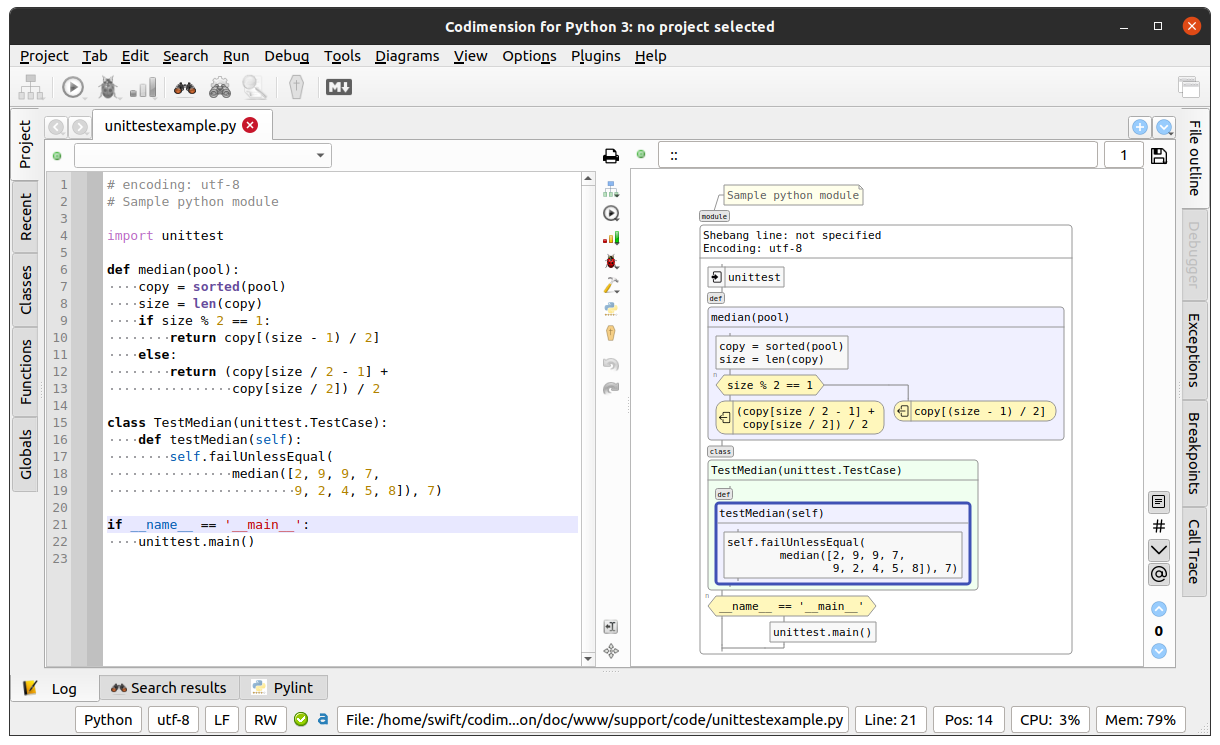 Codimension for Python 3: no project selected
Project Tab Edit Search Run Debug Tools Diagrams View Options Plugins Help
M
unittestexample.py
Project
Recent
Classes
Functions
Globals
1 # encoding: utf-8
2 # Sample python module
3
4 import unittest
5
6 def median(pool):
7 ····copy = sorted(pool)
8 ····size = len(copy)
9 ····if size % 2 == 1:
10 ········return copy[(size - 1) / 2]
11 ····else:
12 ········return (copy[size / 2 - 1] +
13 ················copy[size / 2]) / 2
14
15 class TestMedian(unittest.TestCase):
16 ····def testMedian(self):
17 ········self.failUnlessEqual(
18 ················median([2, 9, 9, 7,
19 ························9, 2, 4, 5, 8]), 7)
20
21 if __name__ == '__main__':
22 ····unittest.main()
23
::
1
Sample python module
module
Shebang line: not specified
Encoding: utf-8
unittest
def
median(pool)
copy = sorted(pool)
size = len(copy)
n
size % 2 == 1
(copy[size / 2 - 1] +
copy[size / 2]) / 2
copy[(size - 1) / 2]
class
TestMedian(unittest.TestCase)
def
testMedian(self)
self.failUnlessEqual(
median([2, 9, 9, 7,
9, 2, 4, 5, 8]), 7)
n
__name__ == '__main__'
unittest.main()
#
@
0
File outline
Debugger
Exceptions
Breakpoints
Call Trace
Log Search results Pylint
Python utf-8 LF RW a File: /home/swift/codim...on/doc/www/support/code/unittestexample.py Line: 21 Pos: 14 CPU: 3% Mem: 79%